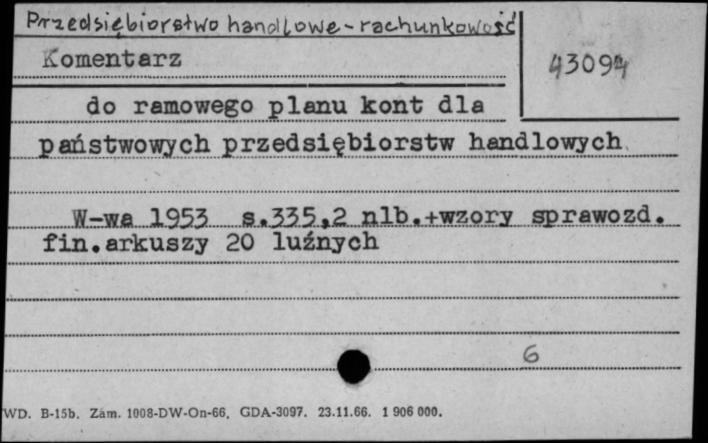 Przedsiębiorstwo handlowe - rachunkowość
Komentarz
43094
do ramowego planu kont dla
państwowych przedsiębiorstw handlowych.
W-wa 1953 s.335,2 nlb.+wzory sprawozd.
fin.arkuszy 20 luźnych
6
WD. B-15b. Zam. 1008-DW-On-66. GDA-3097. 23.11.66. 1 906 000.